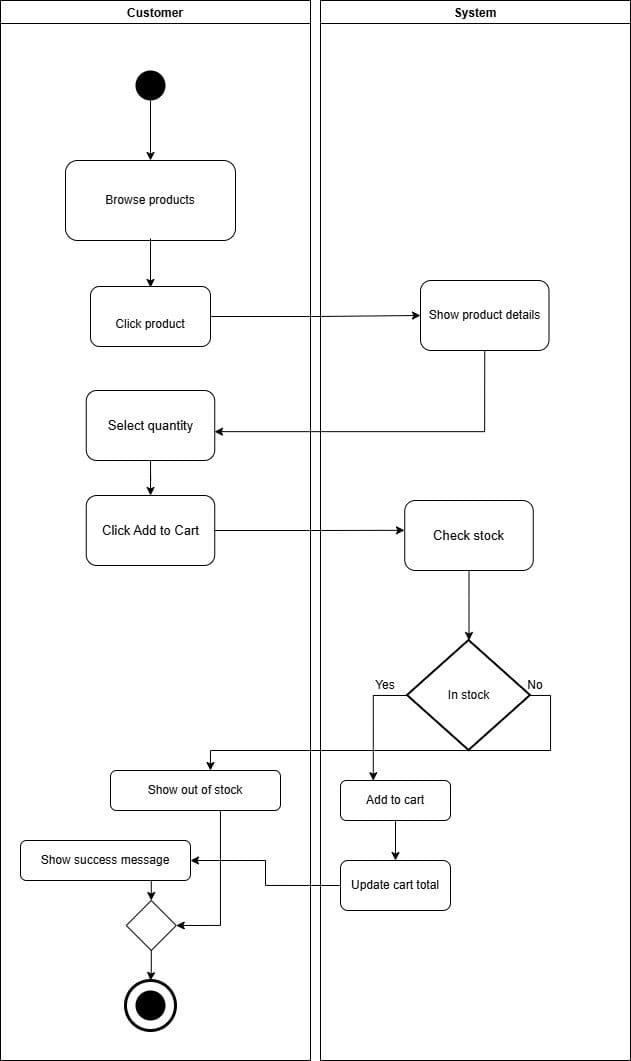 Customer
System
Browse products
Click product
Show product details
Select quantity
Click Add to Cart
Check stock
Yes
In stock
No
Show out of stock
Add to cart
Show success message
Update cart total